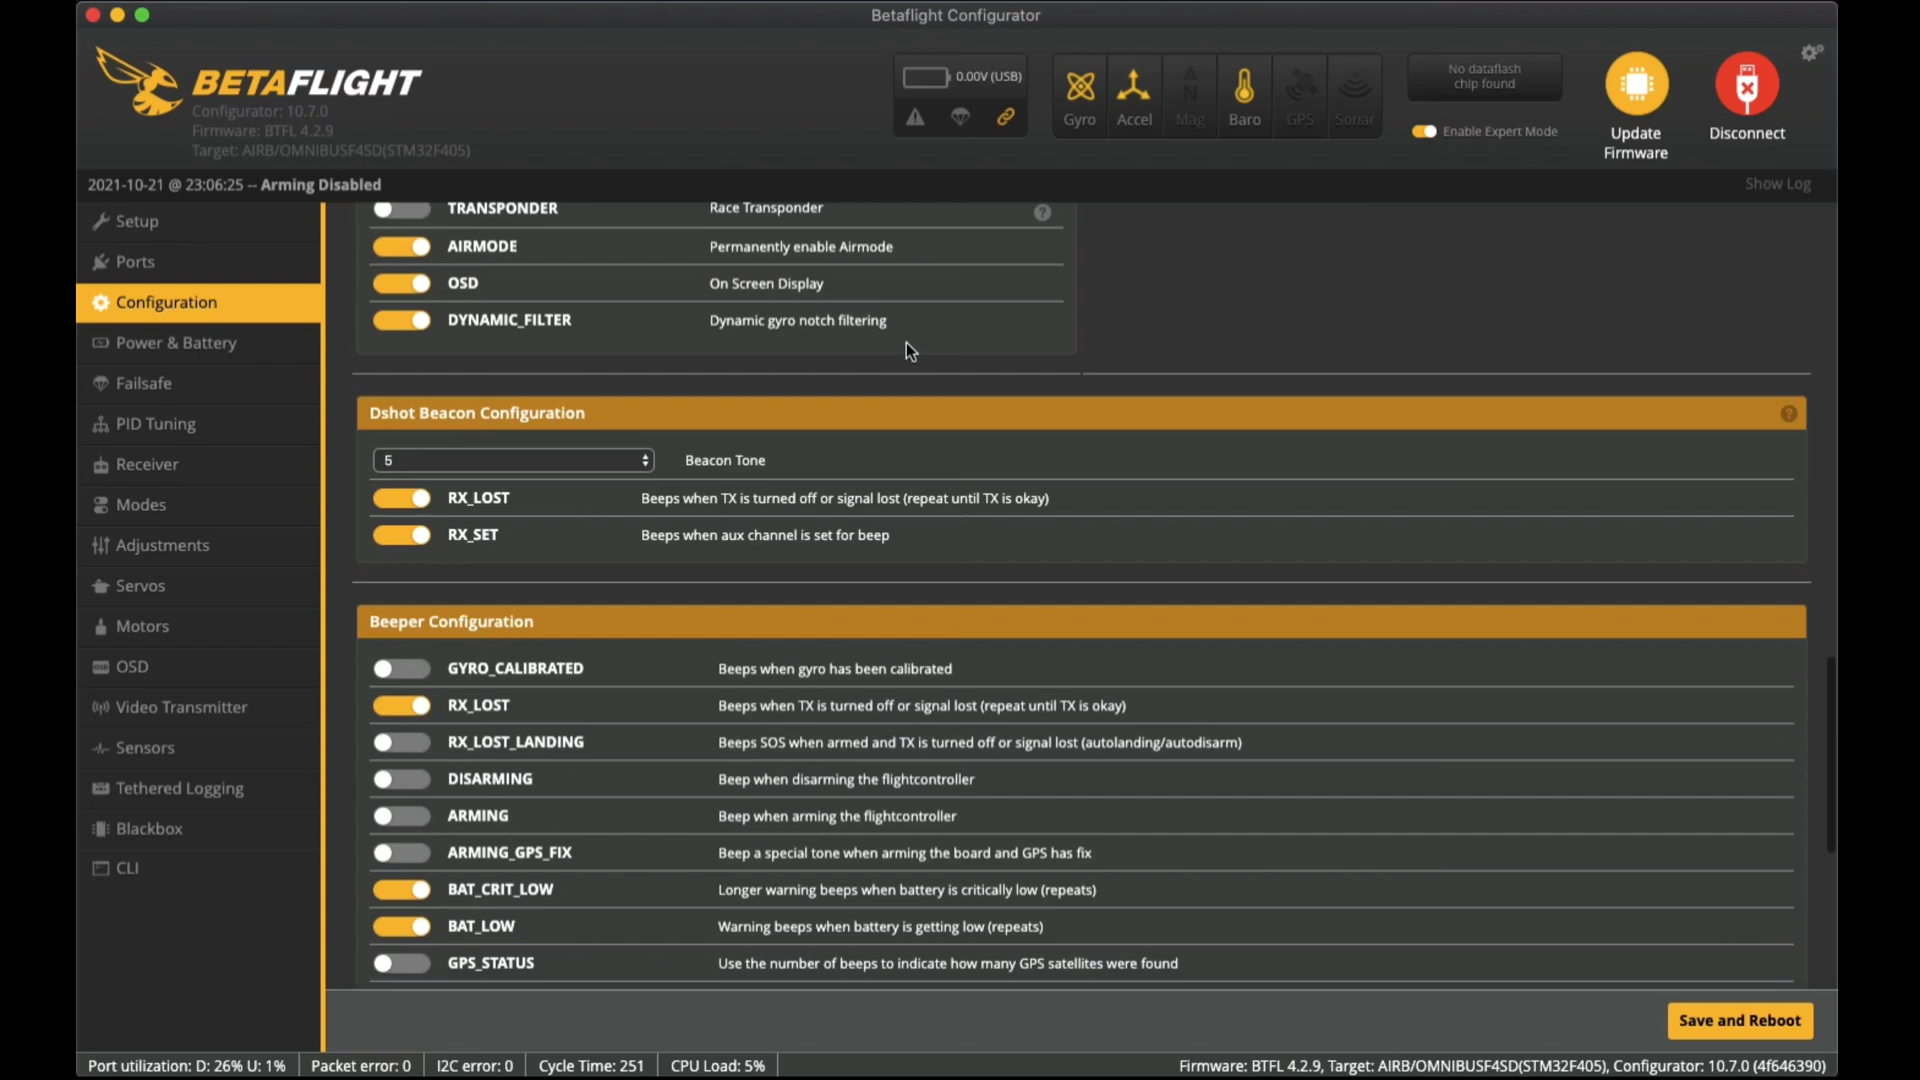 Betaflight Configurator
BETAFLIGHT
Configurator: 10.7.0
Firmware: BTFL 4.2.9
Target: AIRB/OMNIBUSF4SD(STM32F405)
0.00V (USB)
Gyro
Accel
N
Mag
Baro
GPS
Sonar
No dataflash
chip found
Enable Expert Mode
Update
Firmware
Disconnect
2021-10-21 @ 23:06:25 -- Arming Disabled
Show Log
Setup
Ports
Configuration
Power & Battery
Failsafe
PID Tuning
Receiver
Modes
Adjustments
Servos
Motors
OSD
Video Transmitter
Sensors
Tethered Logging
Blackbox
CLI
TRANSPONDER Race Transponder ?
AIRMODE Permanently enable Airmode
OSD On Screen Display
DYNAMIC_FILTER Dynamic gyro notch filtering
Dshot Beacon Configuration ?
5 Beacon Tone
RX_LOST Beeps when TX is turned off or signal lost (repeat until TX is okay)
RX_SET Beeps when aux channel is set for beep
Beeper Configuration
GYRO_CALIBRATED Beeps when gyro has been calibrated
RX_LOST Beeps when TX is turned off or signal lost (repeat until TX is okay)
RX_LOST_LANDING Beeps SOS when armed and TX is turned off or signal lost (autolanding/autodisarm)
DISARMING Beep when disarming the flightcontroller
ARMING Beep when arming the flightcontroller
ARMING_GPS_FIX Beep a special tone when arming the board and GPS has fix
BAT_CRIT_LOW Longer warning beeps when battery is critically low (repeats)
BAT_LOW Warning beeps when battery is getting low (repeats)
GPS_STATUS Use the number of beeps to indicate how many GPS satellites were found
Save and Reboot
Port utilization: D: 26% U: 1% Packet error: 0 I2C error: 0 Cycle Time: 251 CPU Load: 5% Firmware: BTFL 4.2.9, Target: AIRB/OMNIBUSF4SD(STM32F405), Configurator: 10.7.0 (4f646390)